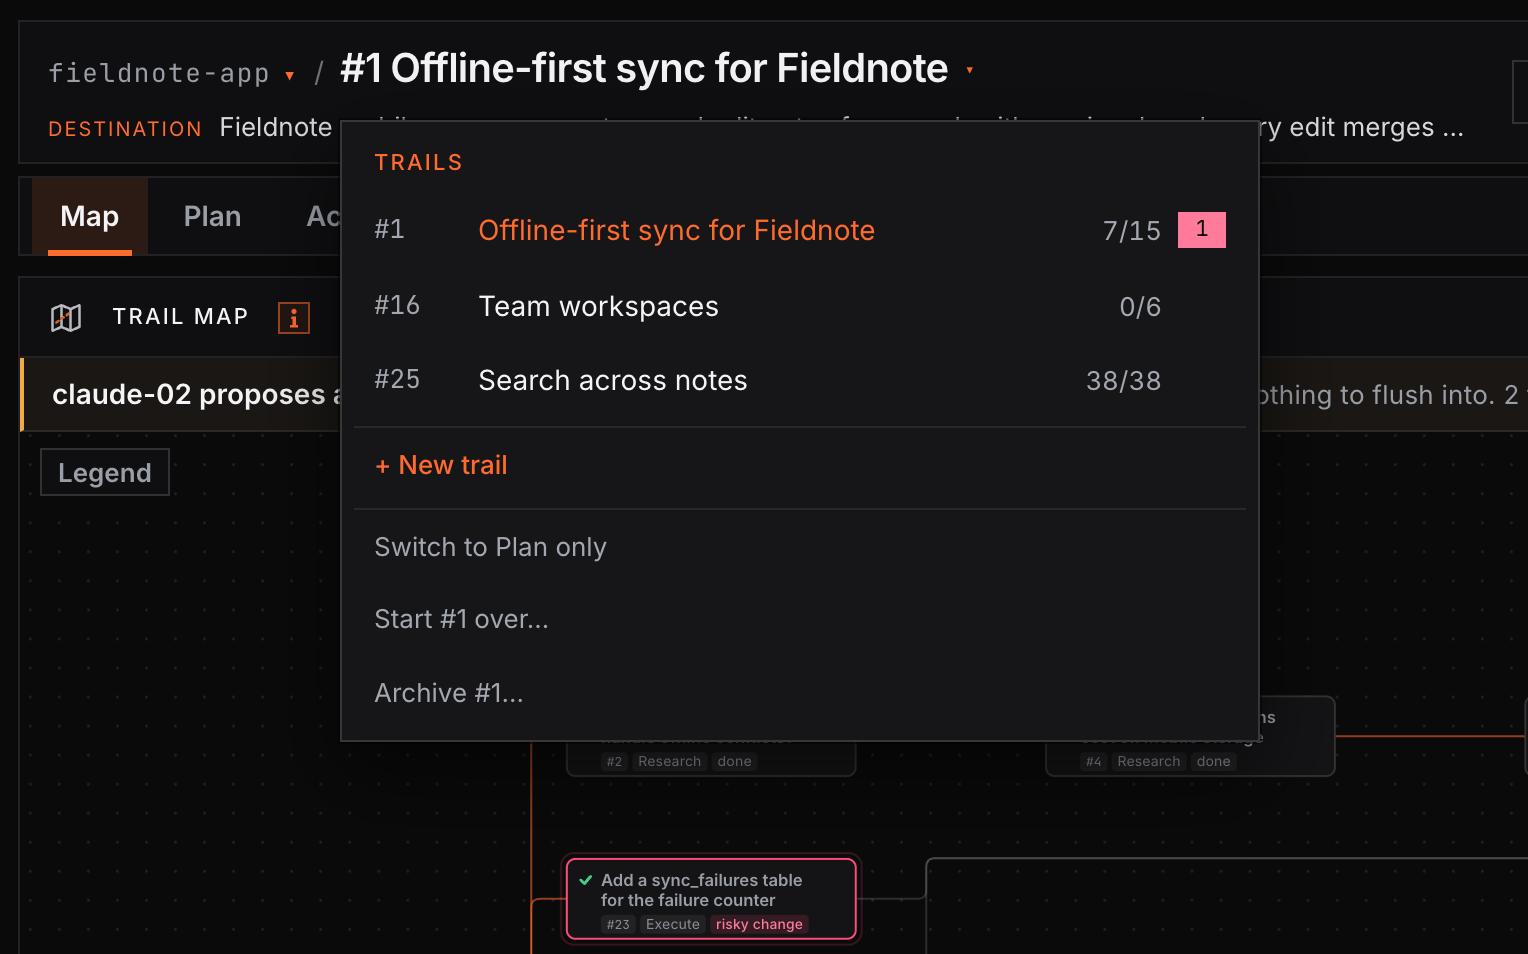 fieldnote-app ▾ / #1 Offline-first sync for Fieldnote ▾
DESTINATION Fieldnote ry edit merges ...
TRAILS
#1 Offline-first sync for Fieldnote 7/15 1
#16 Team workspaces 0/6
#25 Search across notes 38/38
+ New trail
Switch to Plan only
Start #1 over...
Archive #1...
Map Plan Ac
TRAIL MAP i
claude-02 proposes a othing to flush into. 2
Legend
#2 Research done
ns
#4 Research done
Add a sync_failures table
for the failure counter
#23 Execute risky change